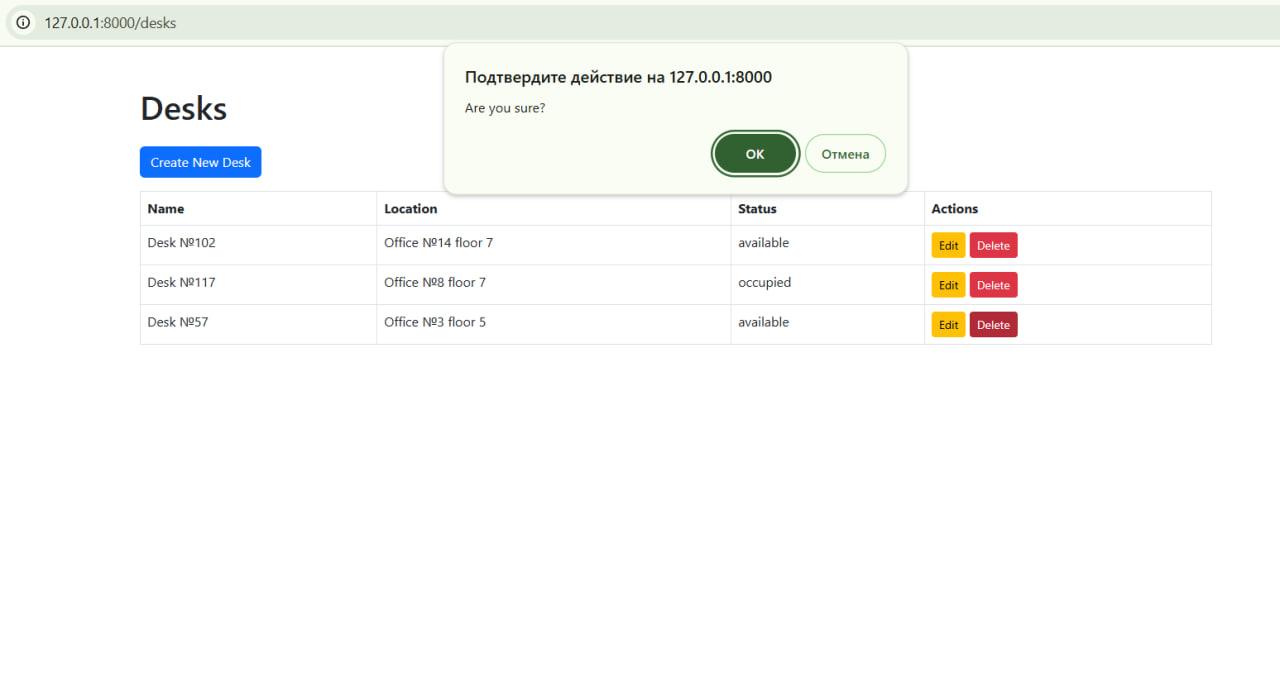 127.0.0.1:8000/desks
Подтвердите действие на 127.0.0.1:8000
Are you sure?
ОК Отмена
Desks
Create New Desk
Name Location Status Actions
Desk №102 Office №14 floor 7 available Edit Delete
Desk №117 Office №8 floor 7 occupied Edit Delete
Desk №57 Office №3 floor 5 available Edit Delete